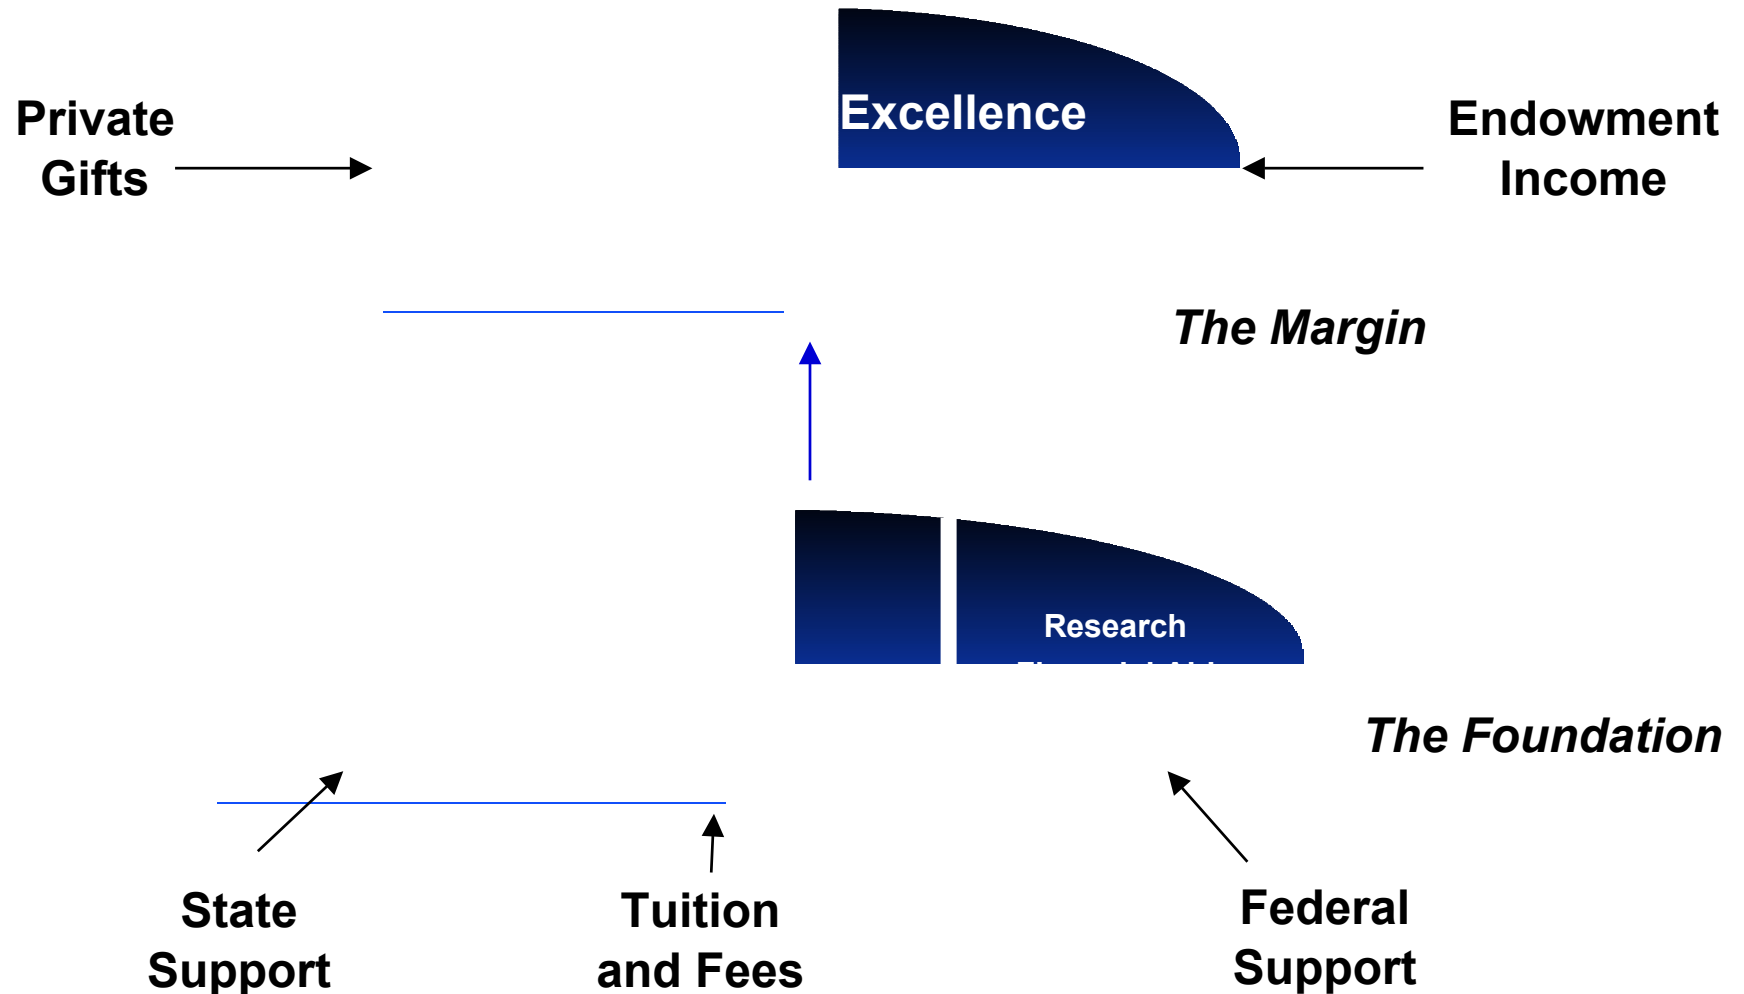 Excellence
Private
Gifts
Endowment
Income
The Margin
Research
The Foundation
State
Support
Tuition
and Fees
Federal
Support